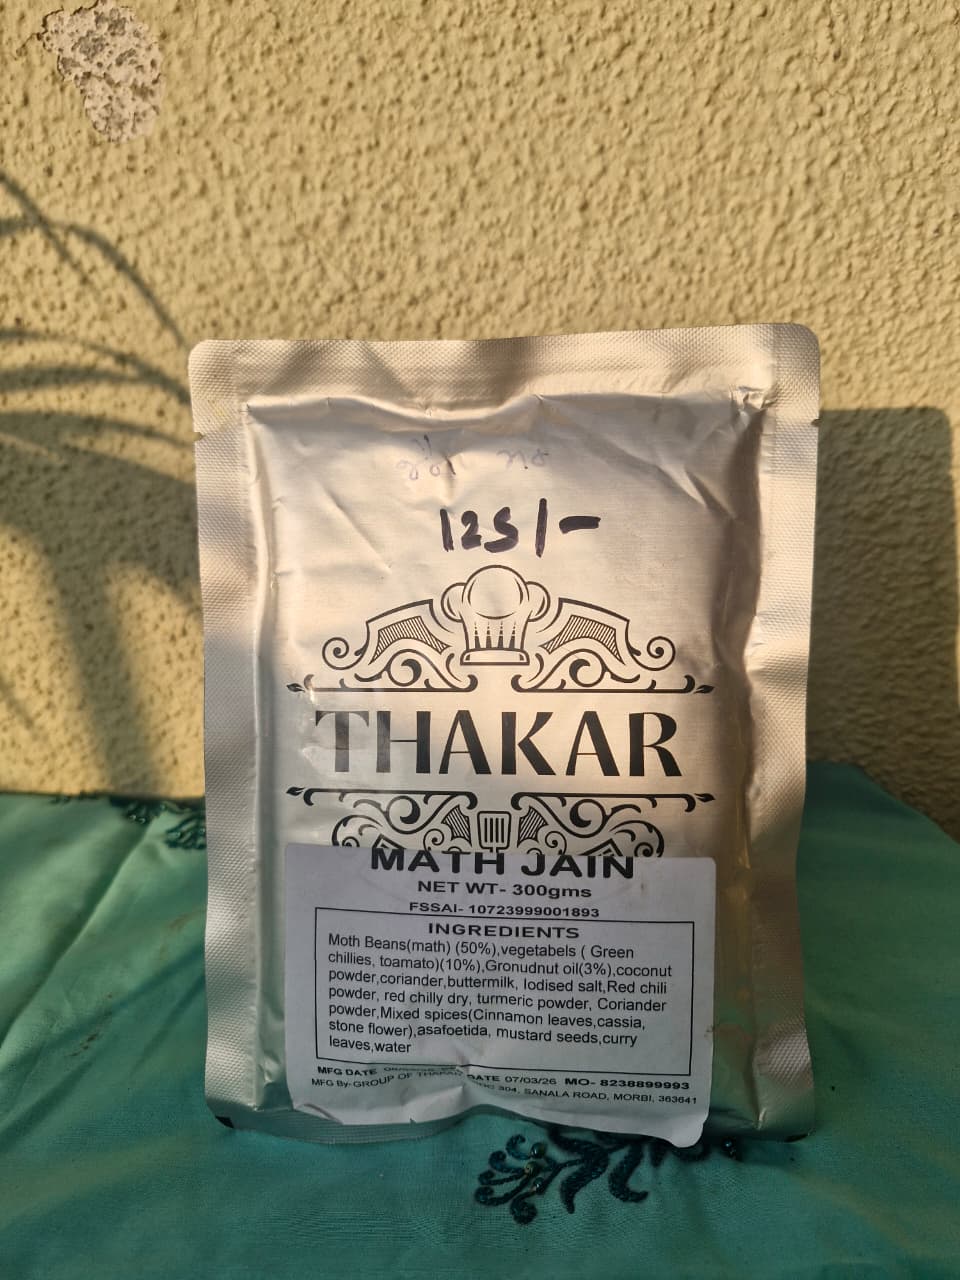 125/-
THAKAR
MATH JAIN
NET WT- 300gms
FSSAI- 10723999001893
INGREDIENTS
Moth Beans(math) (50%),vegetabels ( Green
chillies, toamato)(10%),Gronudnut oil(3%),coconut
powder,coriander,buttermilk, Iodised salt,Red chili
powder, red chilly dry, turmeric powder, Coriander
powder,Mixed spices(Cinnamon leaves,cassia,
stone flower),asafoetida, mustard seeds,curry
leaves,water
MFG DATE DATE 07/03/26 MO- 8238899993
MFG By- GROUP OF THAKAR 304, SANALA ROAD, MORBI, 363641